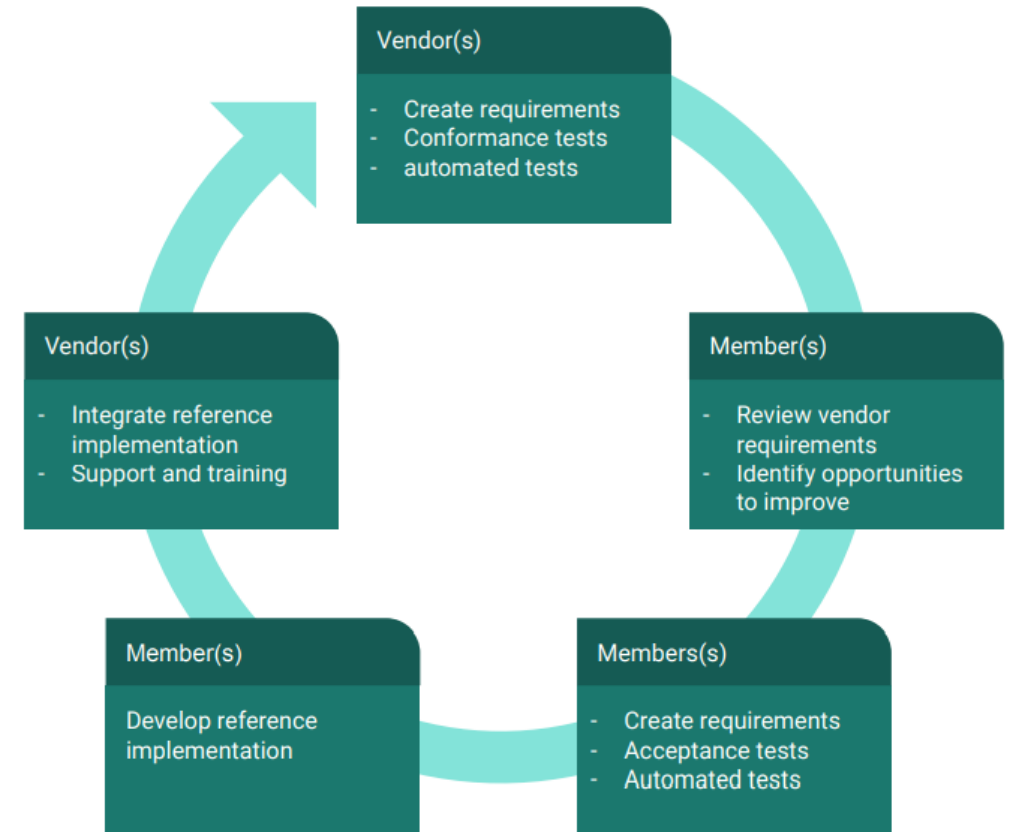 Vendor(s)
- Create requirements
- Conformance tests
- automated tests
Member(s)
- Review vendor
requirements
- Identify opportunities
to improve
Members(s)
- Create requirements
- Acceptance tests
- Automated tests
Member(s)
Develop reference
implementation
Vendor(s)
- Integrate reference
implementation
- Support and training